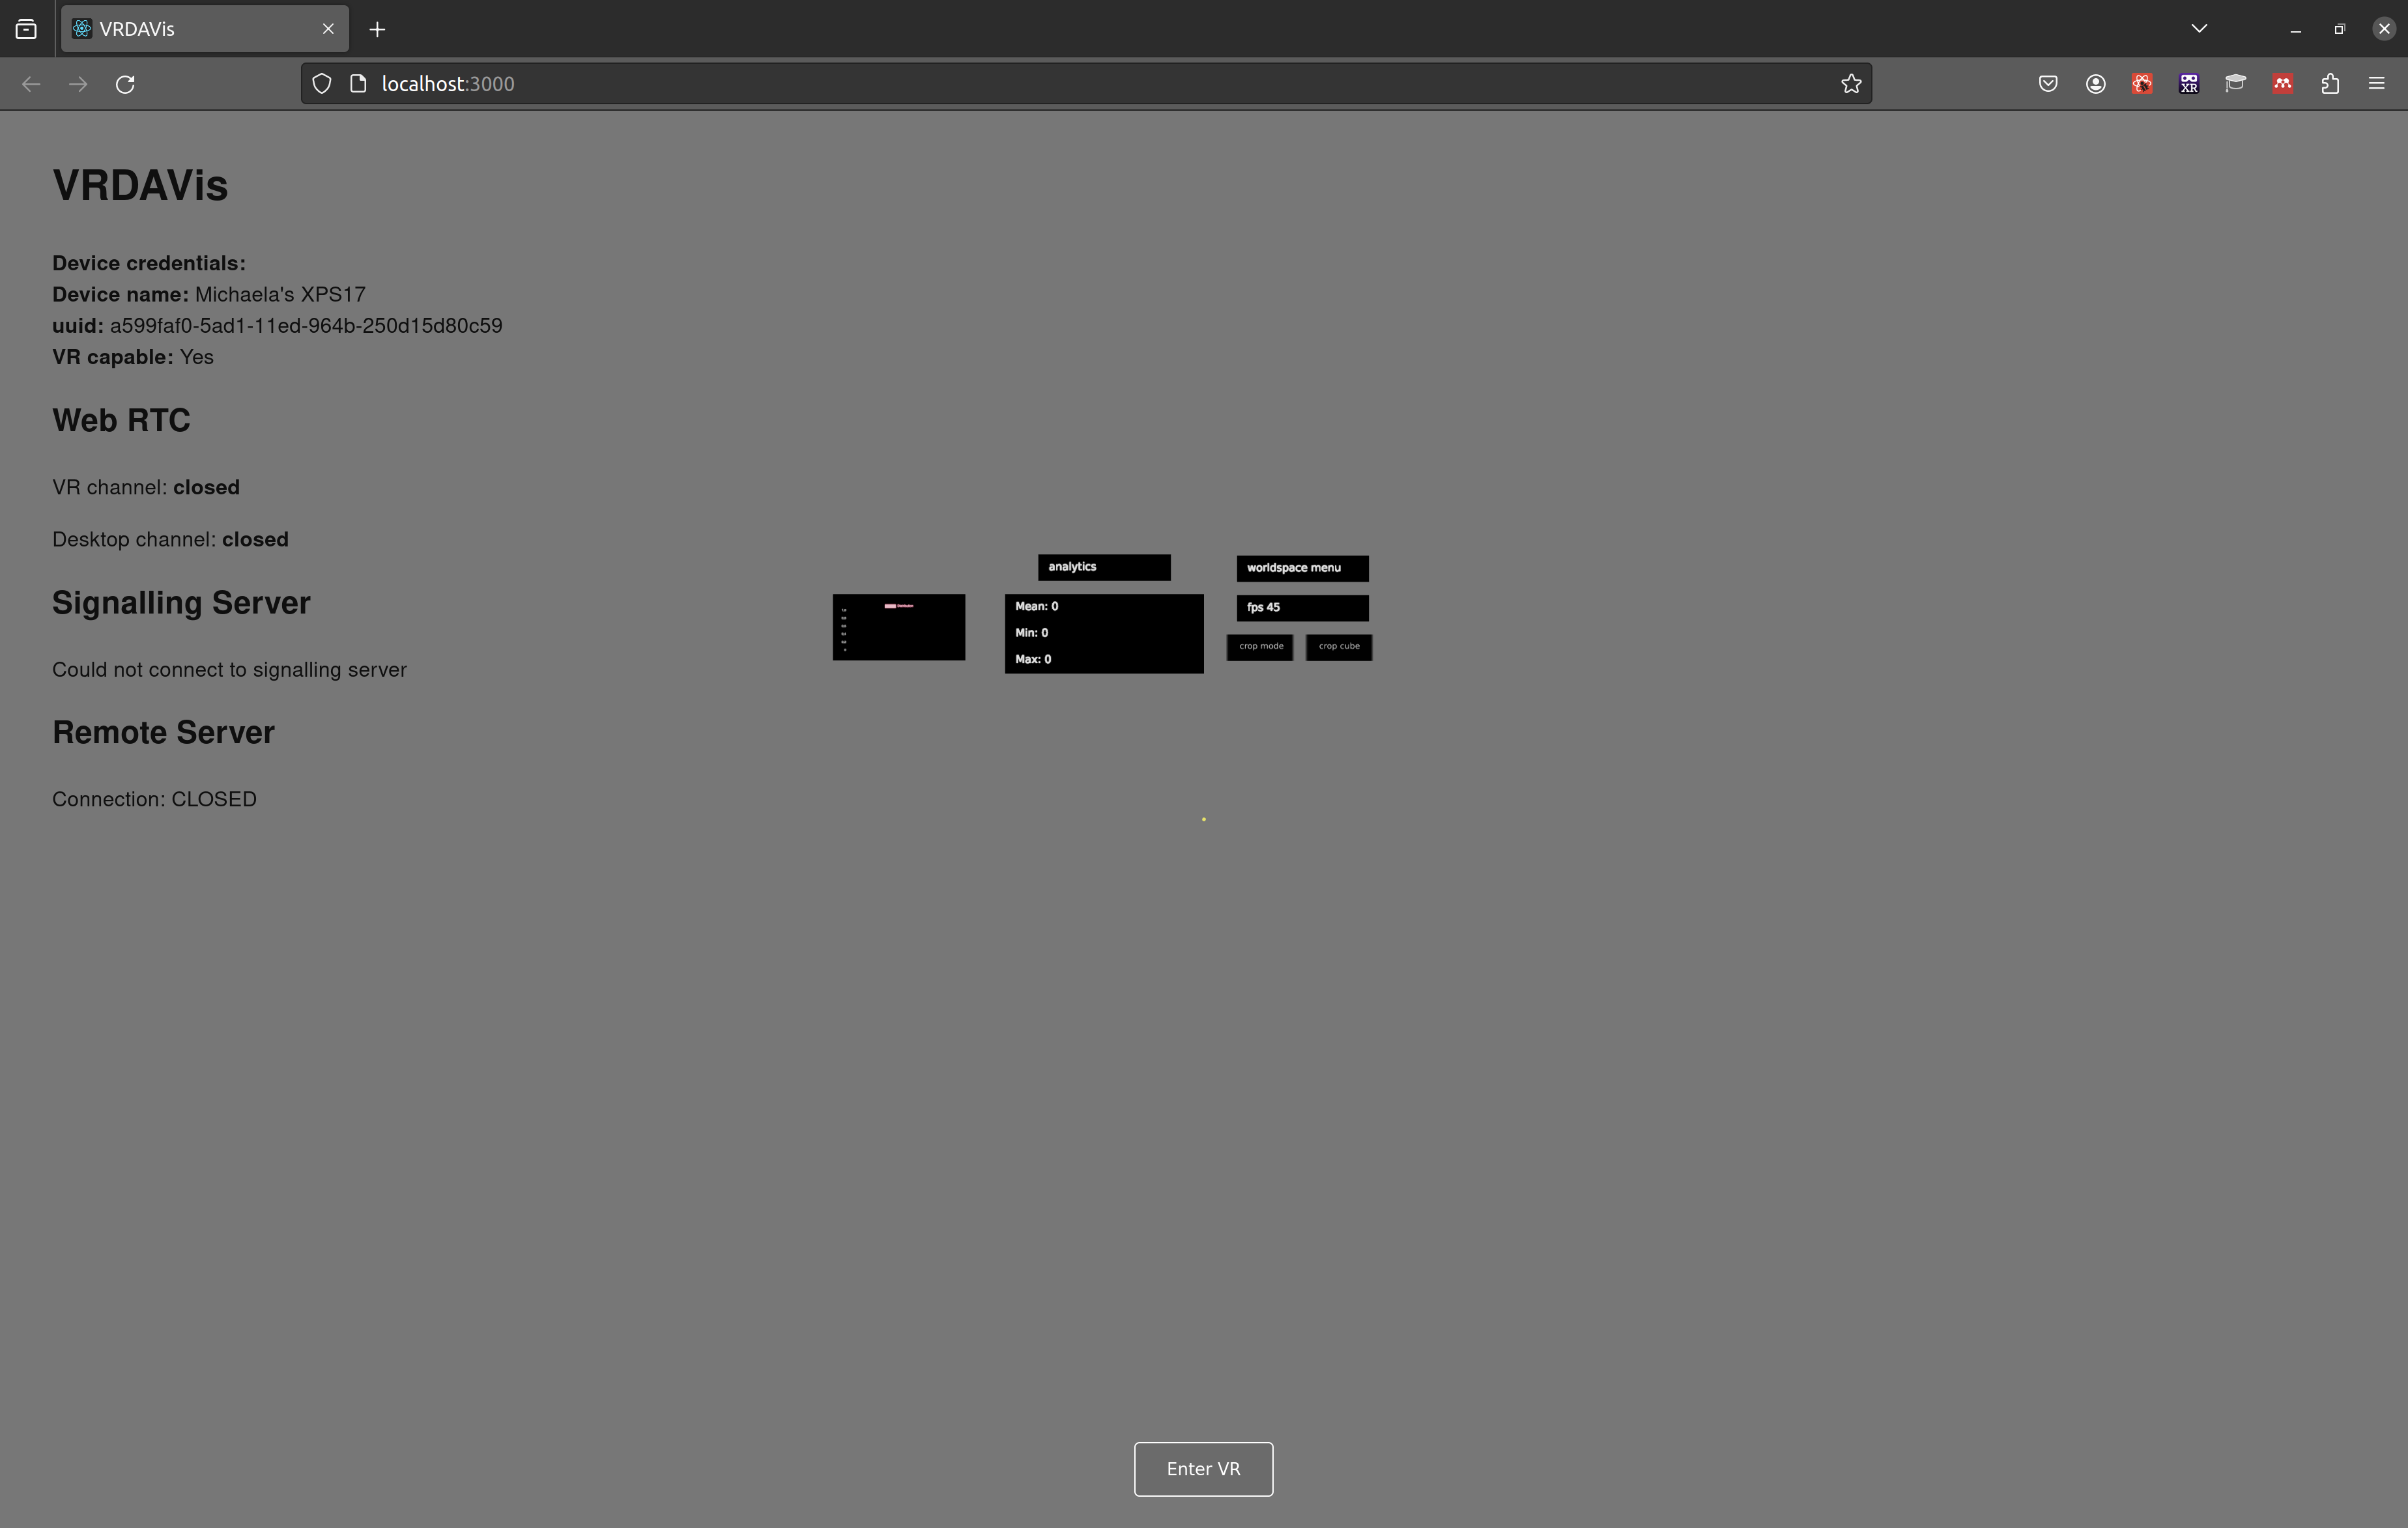 VRDAVis
localhost:3000
XR
VRDAVis
Device credentials:
Device name: Michaela's XPS17
uuid: a599faf0-5ad1-11ed-964b-250d15d80c59
VR capable: Yes
Web RTC
VR channel: closed
Desktop channel: closed
Signalling Server
Could not connect to signalling server
Remote Server
Connection: CLOSED
analytics
Mean: 0
Min: 0
Max: 0
worldspace menu
fps 45
crop mode crop cube
Enter VR